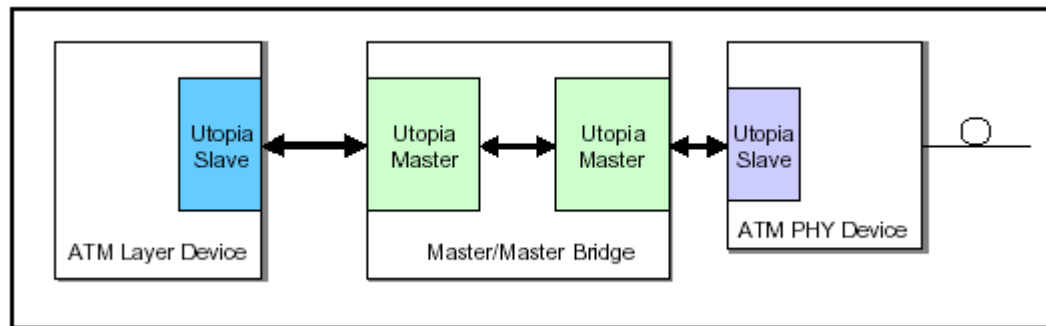 Utopia
Slave
ATM Layer Device
Utopia
Master
Utopia
Master
Master/Master Bridge
Utopia
Slave
ATM PHY Device